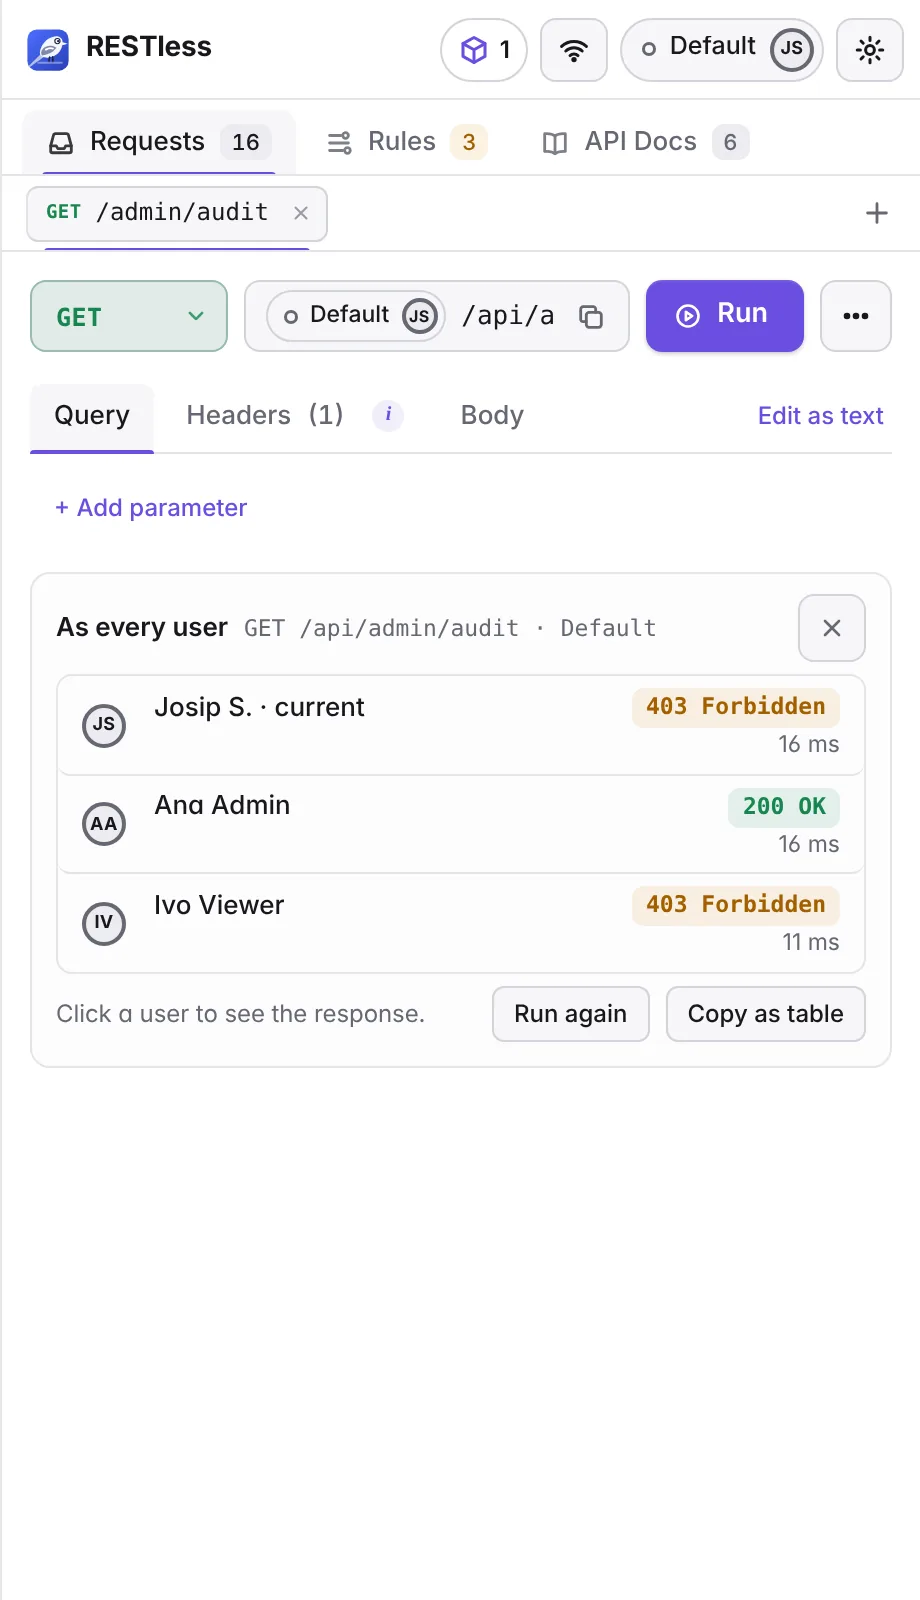 RESTless
1
Default JS
Requests 16
Rules 3
API Docs 6
GET /admin/audit
GET
Default JS /api/a
Run
Query
Headers (1) i
Body
Edit as text
+ Add parameter
As every user GET /api/admin/audit · Default
JS Josip S. · current 403 Forbidden
16 ms
AA Ana Admin 200 OK
16 ms
IV Ivo Viewer 403 Forbidden
11 ms
Click a user to see the response.
Run again
Copy as table